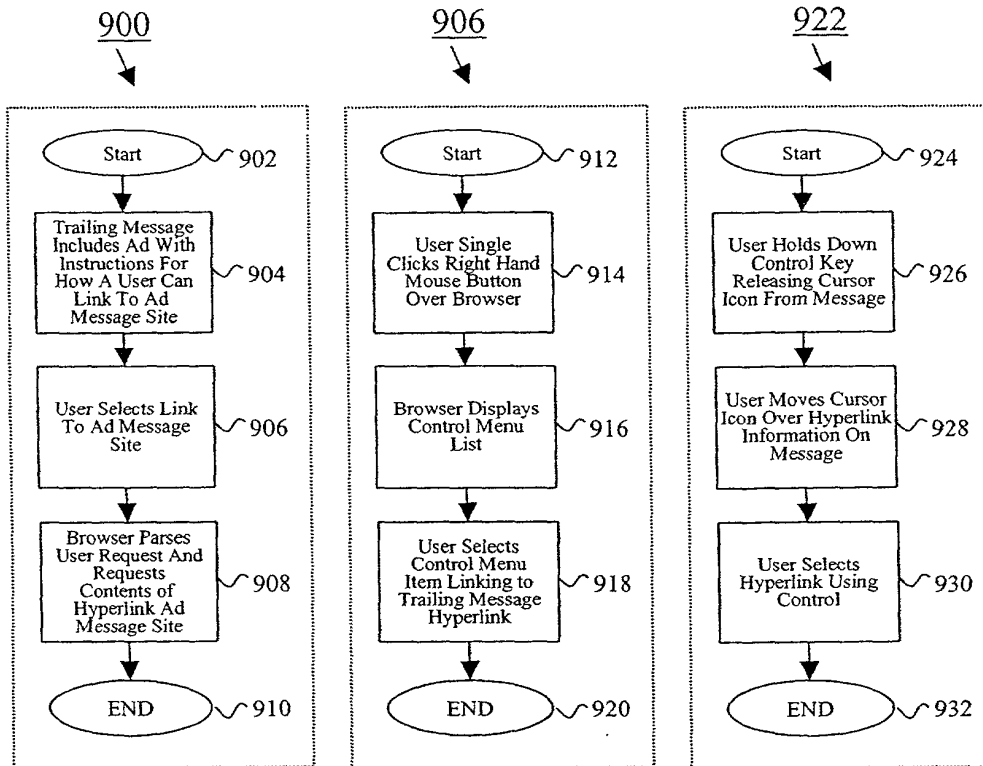 900
906
922
Start
902
Trailing Message
Includes Ad With
Instructions For
How A User Can
Link To Ad
Message Site
904
User Selects Link
To Ad Message
Site
906
Browser Parses
User Request And
Requests
Contents of
Hyperlink Ad
Message Site
908
END
910
Start
912
User Single
Clicks Right Hand
Mouse Button
Over Browser
914
Browser Displays
Control Menu
List
916
User Selects
Control Menu
Item Linking to
Trailing Message
Hyperlink
918
END
920
Start
924
User Holds Down
Control Key
Releasing Cursor
Icon From Message
926
User Moves Cursor
Icon Over Hyperlink
Information On
Message
928
User Selects
Hyperlink Using
Control
930
END
932